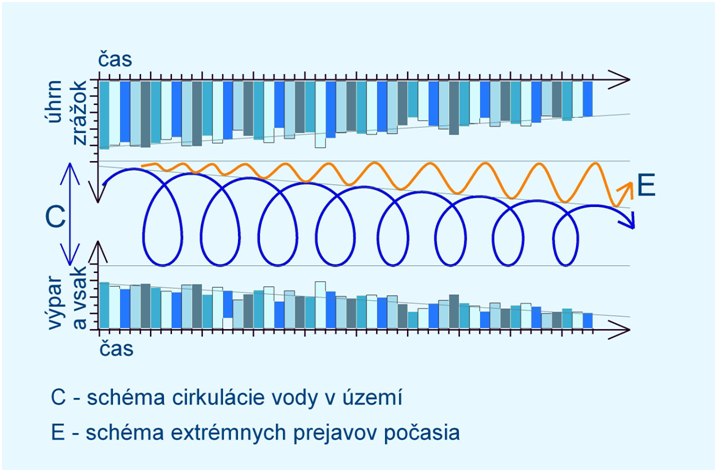 čas
úhrn
zrážok
C
E
výpar
a vsak
čas
C - schéma cirkulácie vody v území
E - schéma extrémnych prejavov počasia